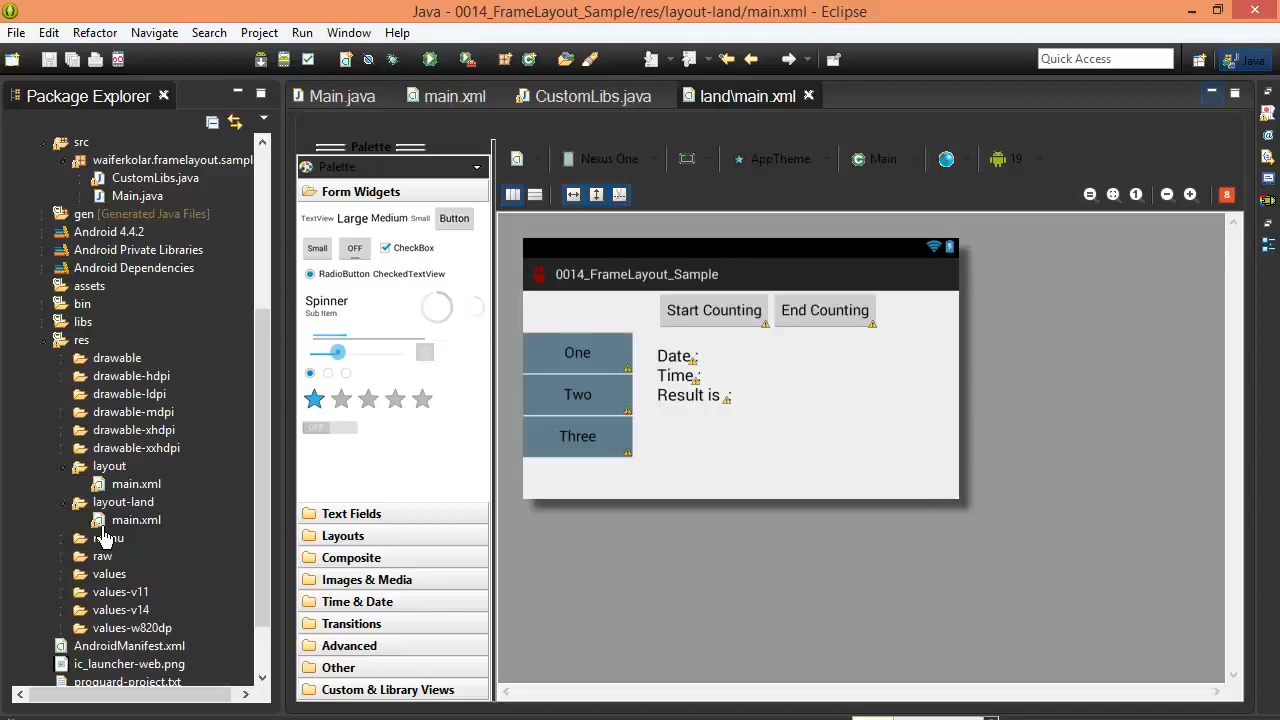 Java - 0014_FrameLayout_Sample/res/layout-land/main.xml - Eclipse
File Edit Refactor Navigate Search Project Run Window Help
Quick Access
Java
Package Explorer
Main.java
main.xml
CustomLibs.java
land\main.xml
src
waiferkolar.framelayout.sampl
CustomLibs.java
Main.java
gen [Generated Java Files]
Android 4.4.2
Android Private Libraries
Android Dependencies
assets
bin
libs
res
drawable
drawable-hdpi
drawable-ldpi
drawable-mdpi
drawable-xhdpi
drawable-xxhdpi
layout
main.xml
layout-land
main.xml
raw
values
values-v11
values-v14
values-w820dp
AndroidManifest.xml
ic_launcher-web.png
proguard-project.txt
Palette
Palette
Form Widgets
TextView Large Medium Small Button
Small OFF CheckBox
RadioButton CheckedTextView
Spinner
Sub Item
OFF
Text Fields
Layouts
Composite
Images & Media
Time & Date
Transitions
Advanced
Other
Custom & Library Views
Nexus One
AppTheme
Main
19
1
8
0014_FrameLayout_Sample
Start Counting End Counting
One
Two
Three
Date :
Time :
Result is :